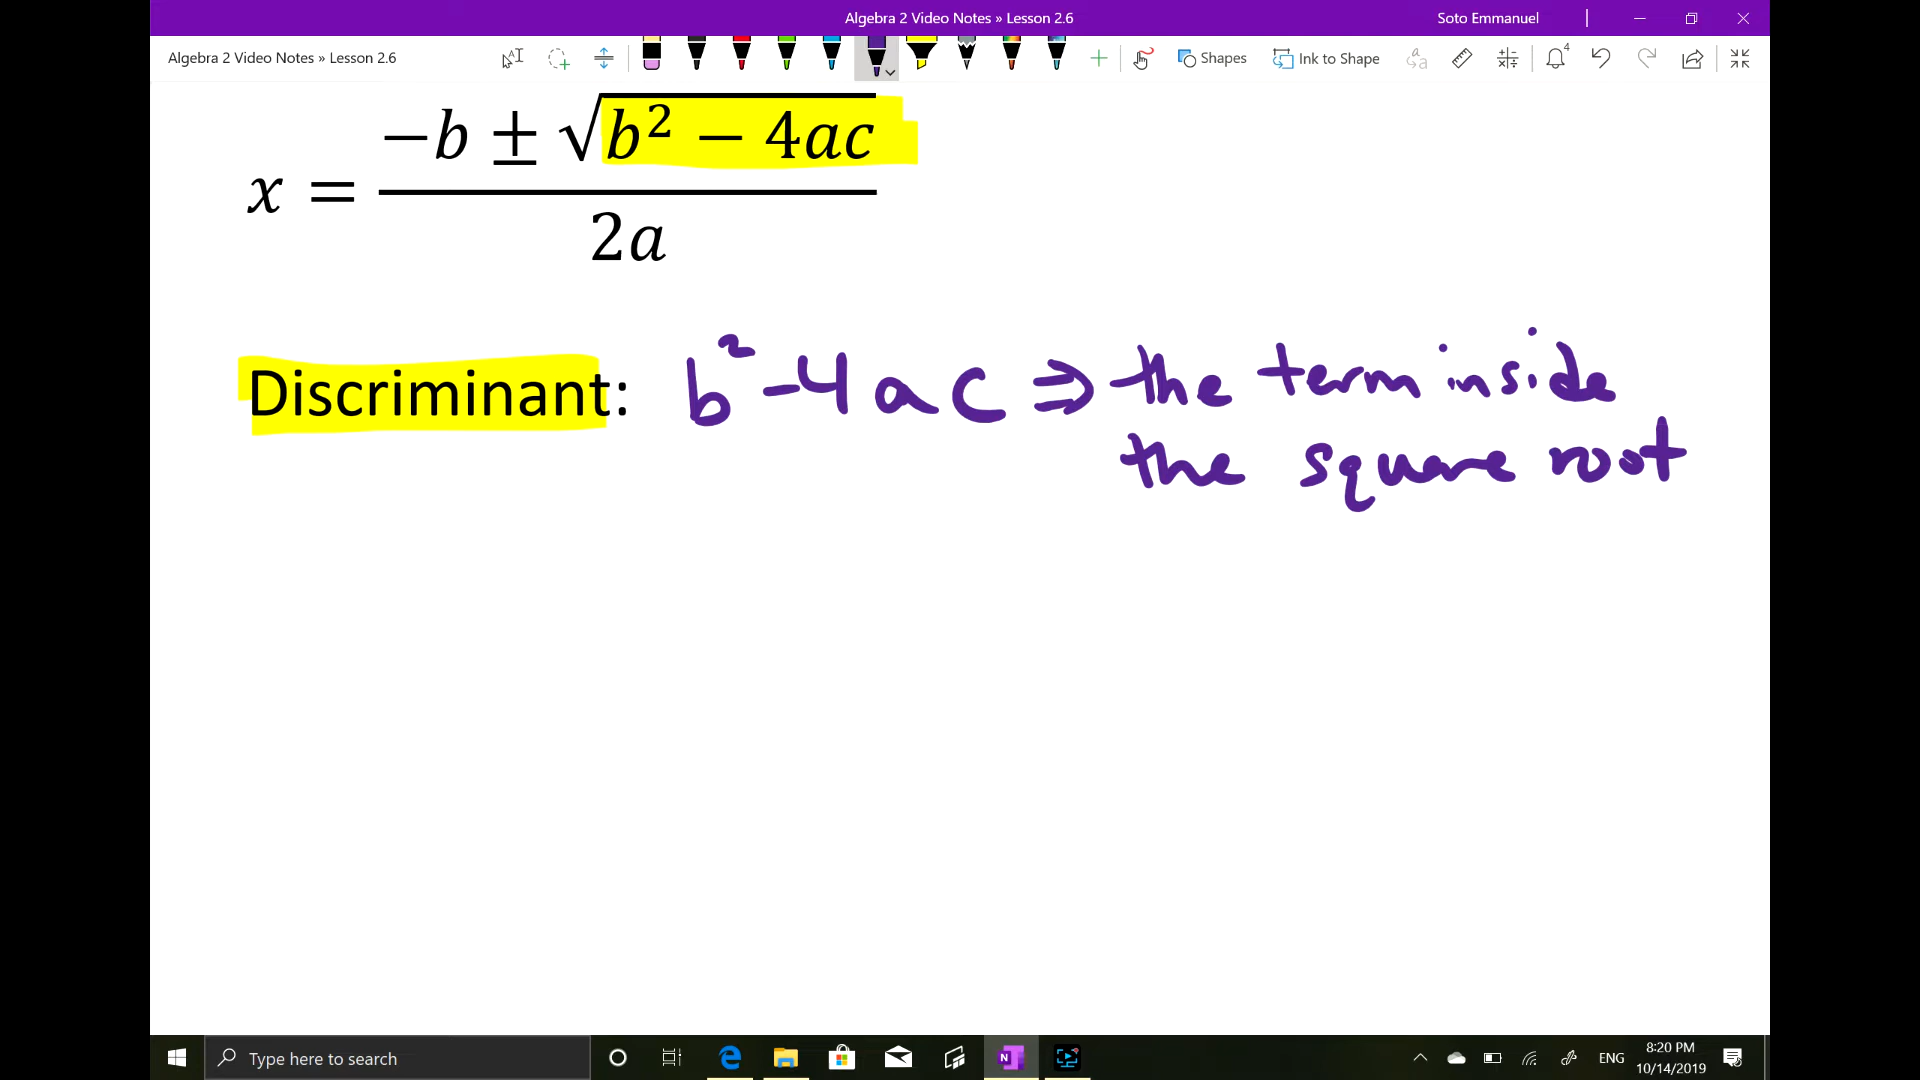 Algebra 2 Video Notes » Lesson 2.6
Soto Emmanuel
Algebra 2 Video Notes » Lesson 2.6
Shapes
Ink to Shape
4
x = (−b ± √(b² − 4ac)) / 2a
Discriminant: b² - 4ac ⇒ the term inside
the square root
Type here to search
ENG
8:20 PM
10/14/2019